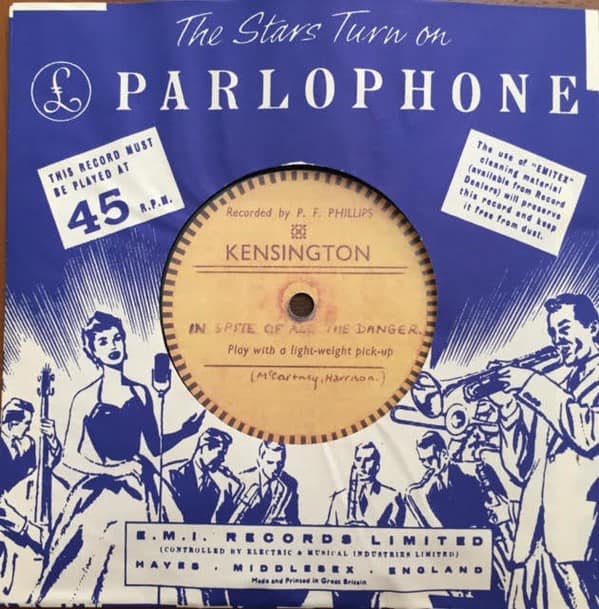 The Stars Turn on
£ PARLOPHONE
THIS RECORD MUST
BE PLAYED AT
45 R.P.M.
The use of "EMITEX"
cleaning material
(available from Record
Dealers) will preserve
this record and keep
it free from dust.
Recorded by P. F. PHILLIPS
KENSINGTON
IN SPITE OF ALL THE DANGER.
Play with a light-weight pick-up
(McCartney, Harrison.)
E.M.I. RECORDS LIMITED
(CONTROLLED BY ELECTRIC & MUSICAL INDUSTRIES LIMITED)
HAYES · MIDDLESEX · ENGLAND
Made and Printed in Great Britain